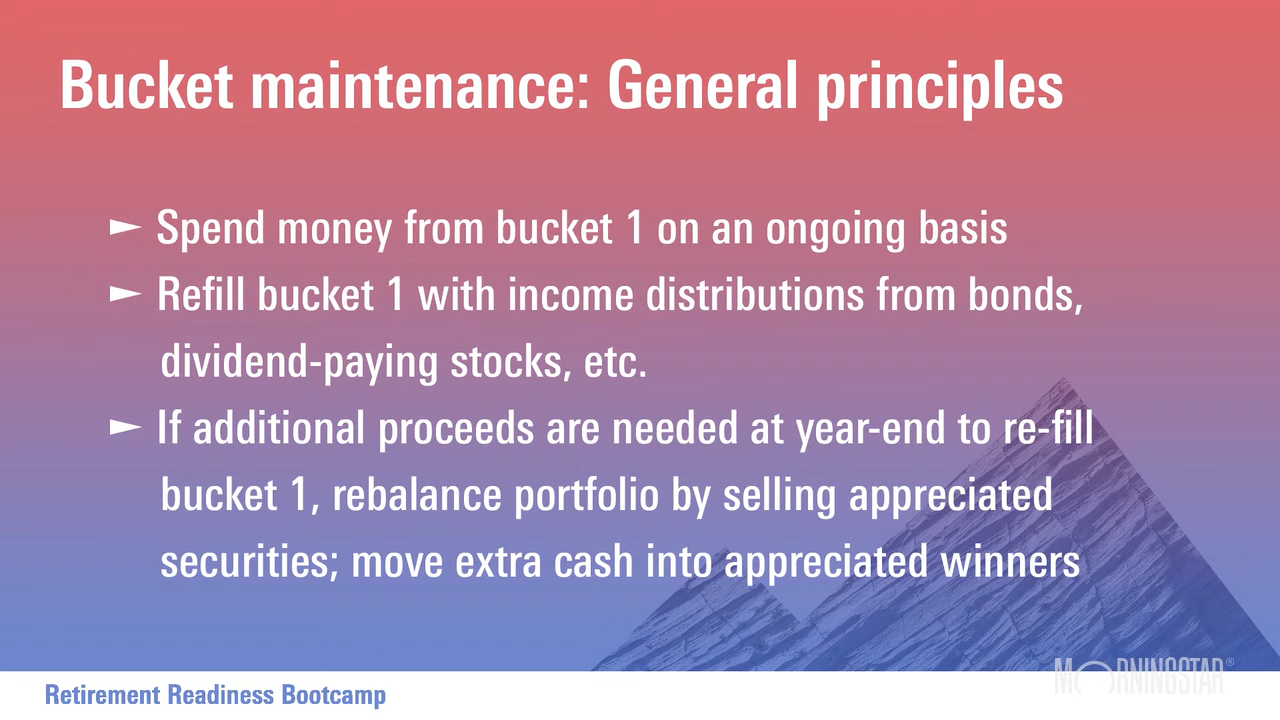 Bucket maintenance: General principles
► Spend money from bucket 1 on an ongoing basis
► Refill bucket 1 with income distributions from bonds,
dividend-paying stocks, etc.
► If additional proceeds are needed at year-end to re-fill
bucket 1, rebalance portfolio by selling appreciated
securities; move extra cash into appreciated winners
MORNINGSTAR®
Retirement Readiness Bootcamp